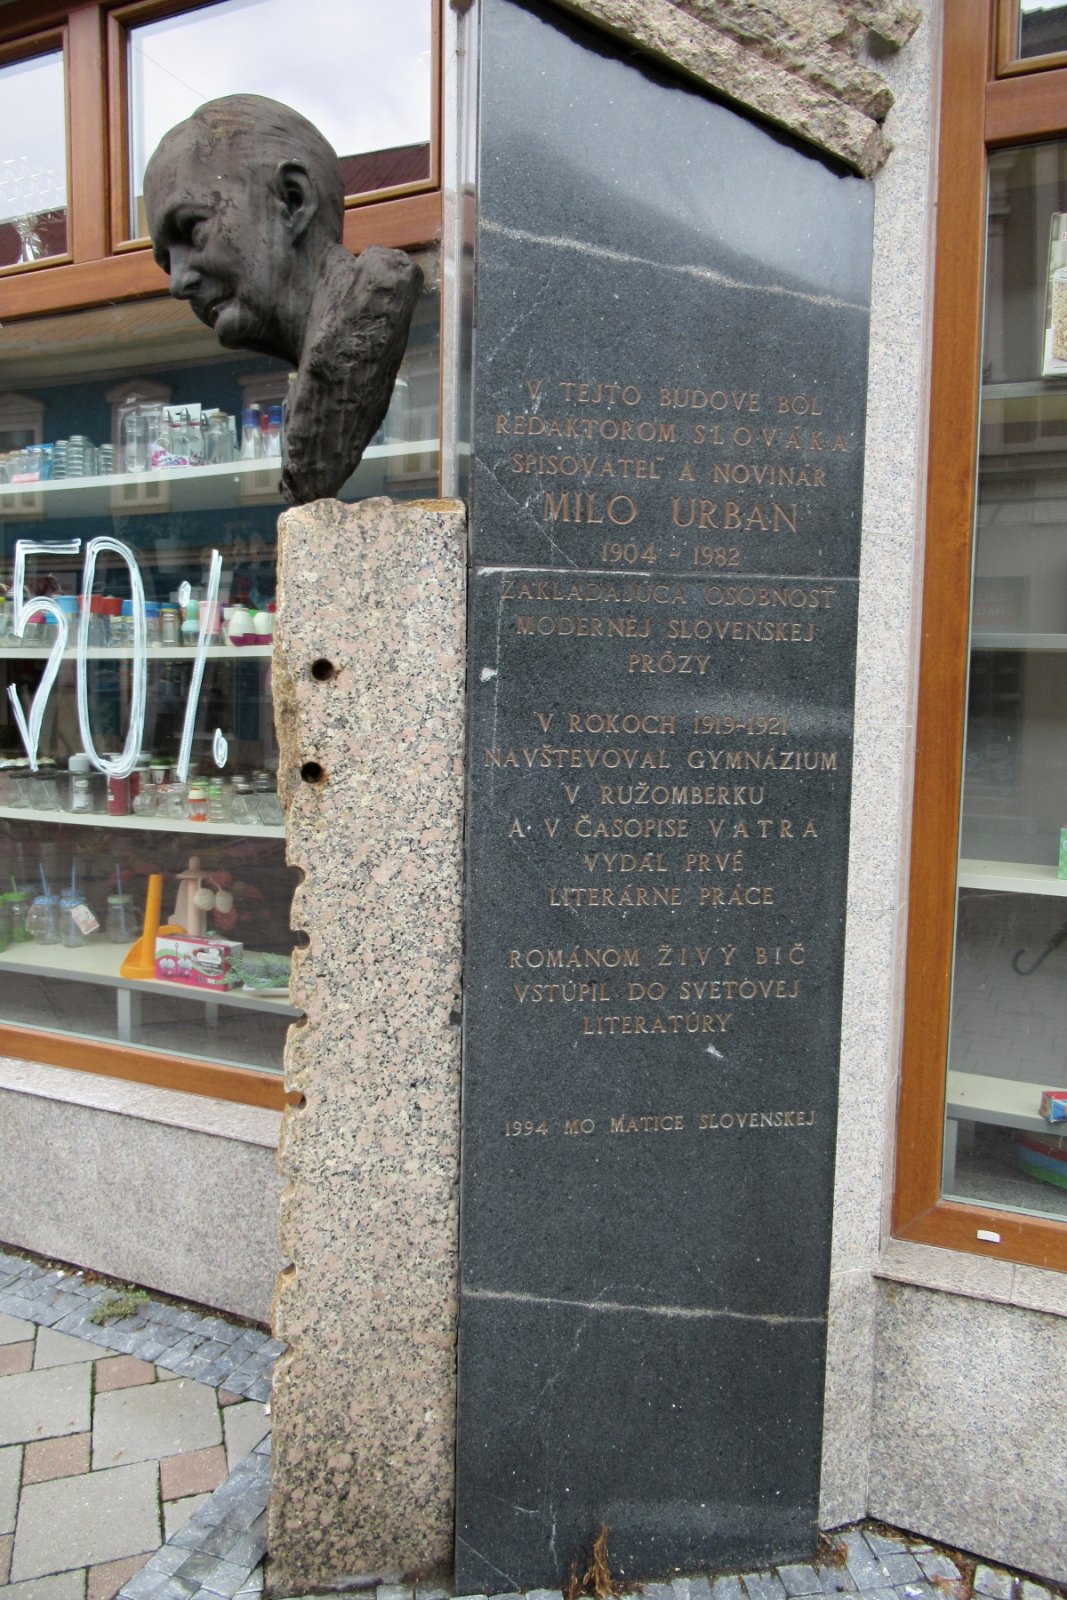 V TEJTO BUDOVE BOL
REDAKTOROM SLOVÁKA
SPISOVATEĽ A NOVINÁR
MILO URBAN
1904 - 1982
ZAKLADAJÚCA OSOBNOSŤ
MODERNEJ SLOVENSKEJ
PRÓZY
V ROKOCH 1919-1921
NAVŠTEVOVAL GYMNÁZIUM
V RUŽOMBERKU
A V ČASOPISE VATRA
VYDAL PRVÉ
LITERÁRNE PRÁCE
ROMÁNOM ŽIVÝ BIČ
VSTÚPIL DO SVETOVEJ
LITERATÚRY
1994 MO MATICE SLOVENSKEJ
50%